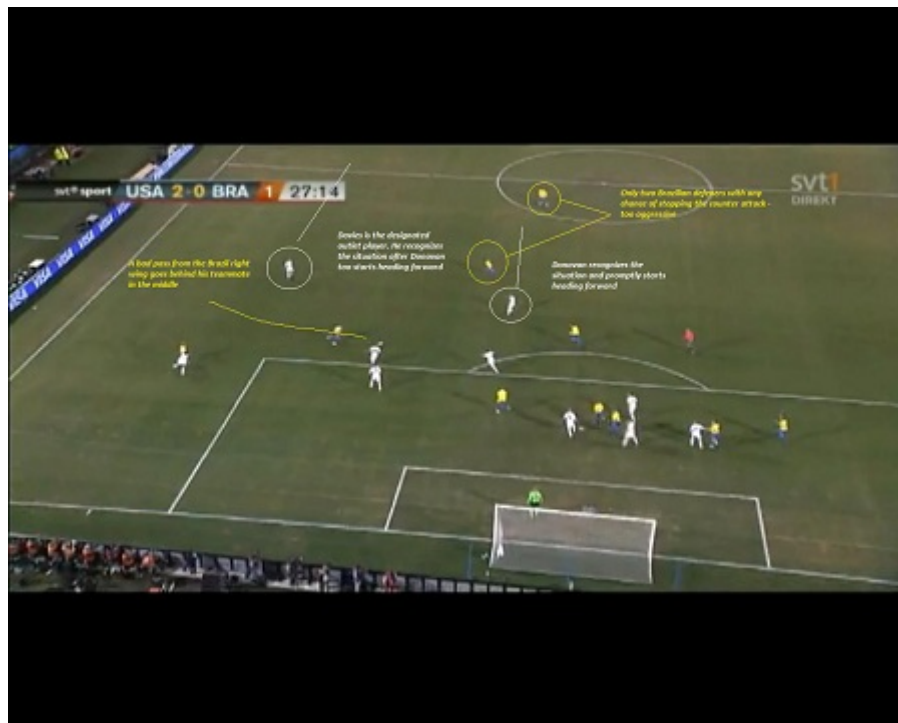 VISA
svt sport USA 2-0 BRA 1 27:14
svt1
DIREKT
Only two Brazilian defenders with any
chance of stopping the counter attack -
too aggressive
Davies is the designated
outlet player. He recognizes
the situation after Donovan
too starts heading forward
Donovan recognizes the
situation and promptly starts
heading forward
A bad pass from the Brazil right
wing goes behind his teammate
in the middle
VISA
VISA